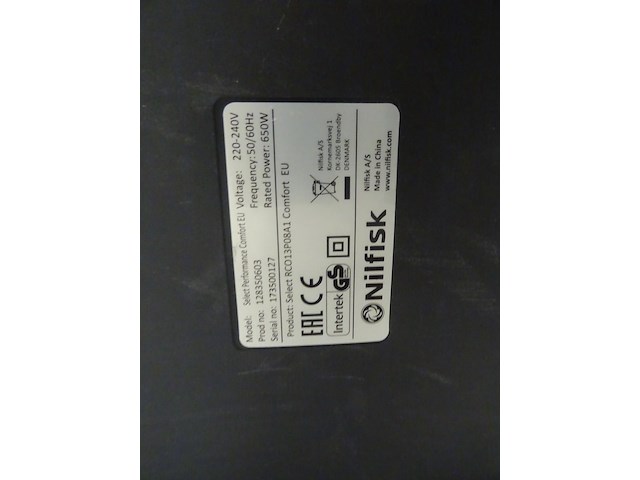 Model: Select Performance Comfort EU Voltage: 220-240V
Prod no: 128350603 Frequency: 50/60Hz
Serial no: 173500127 Rated Power: 650W
Product: Select RCO13P08A1 Comfort EU
EAC CE
Intertek GS
Nilfisk A/S
Kornemarksvej 1
DK-2605 Broendby
DENMARK
Nilfisk
Nilfisk A/S
Made in China
www.nilfisk.com